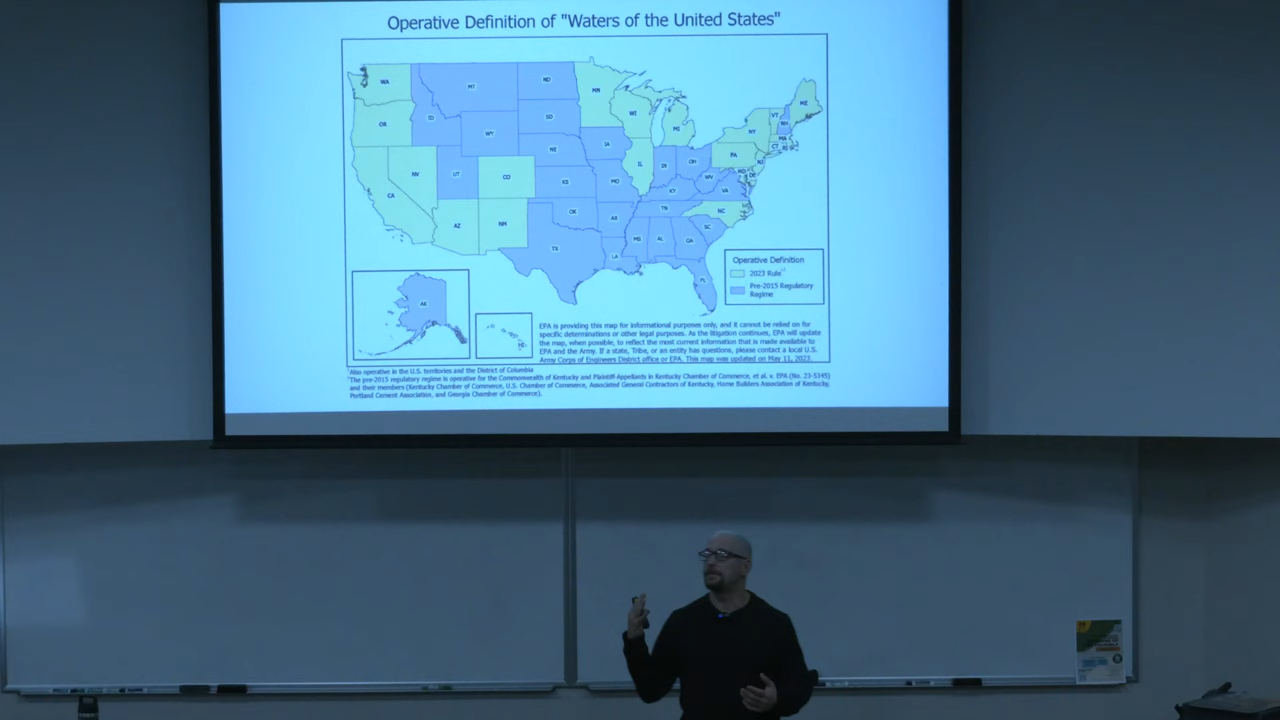 Operative Definition of "Waters of the United States"
WA
MT
ND
MN
ME
OR
ID
SD
WI
MI
VT
NH
NY
WY
MA
CT
RI
IA
NE
PA
NJ
NV
UT
CO
IL
IN
OH
MD
DE
WV
VA
KS
MO
KY
CA
AZ
NM
OK
AR
TN
NC
SC
MS
AL
GA
TX
LA
FL
AK
HI
Operative Definition
2023 Rule
Pre-2015 Regulatory
Regime
EPA is providing this map for informational purposes only, and it cannot be relied on for
specific determinations or other legal purposes. As the litigation continues, EPA will update
the map, when possible, to reflect the most current information that is made available to
EPA and the Army. If a state, Tribe, or an entity has questions, please contact a local U.S.
Army Corps of Engineers District office or EPA. This map was updated on May 11, 2023.
Also operative in the U.S. territories and the District of Columbia
The pre-2015 regulatory regime is operative for the Commonwealth of Kentucky and Plaintiff-Appellants in Kentucky Chamber of Commerce, et al. v. EPA (No. 23-5345)
and their members (Kentucky Chamber of Commerce, U.S. Chamber of Commerce, Associated General Contractors of Kentucky, Home Builders Association of Kentucky,
Portland Cement Association, and Georgia Chamber of Commerce).